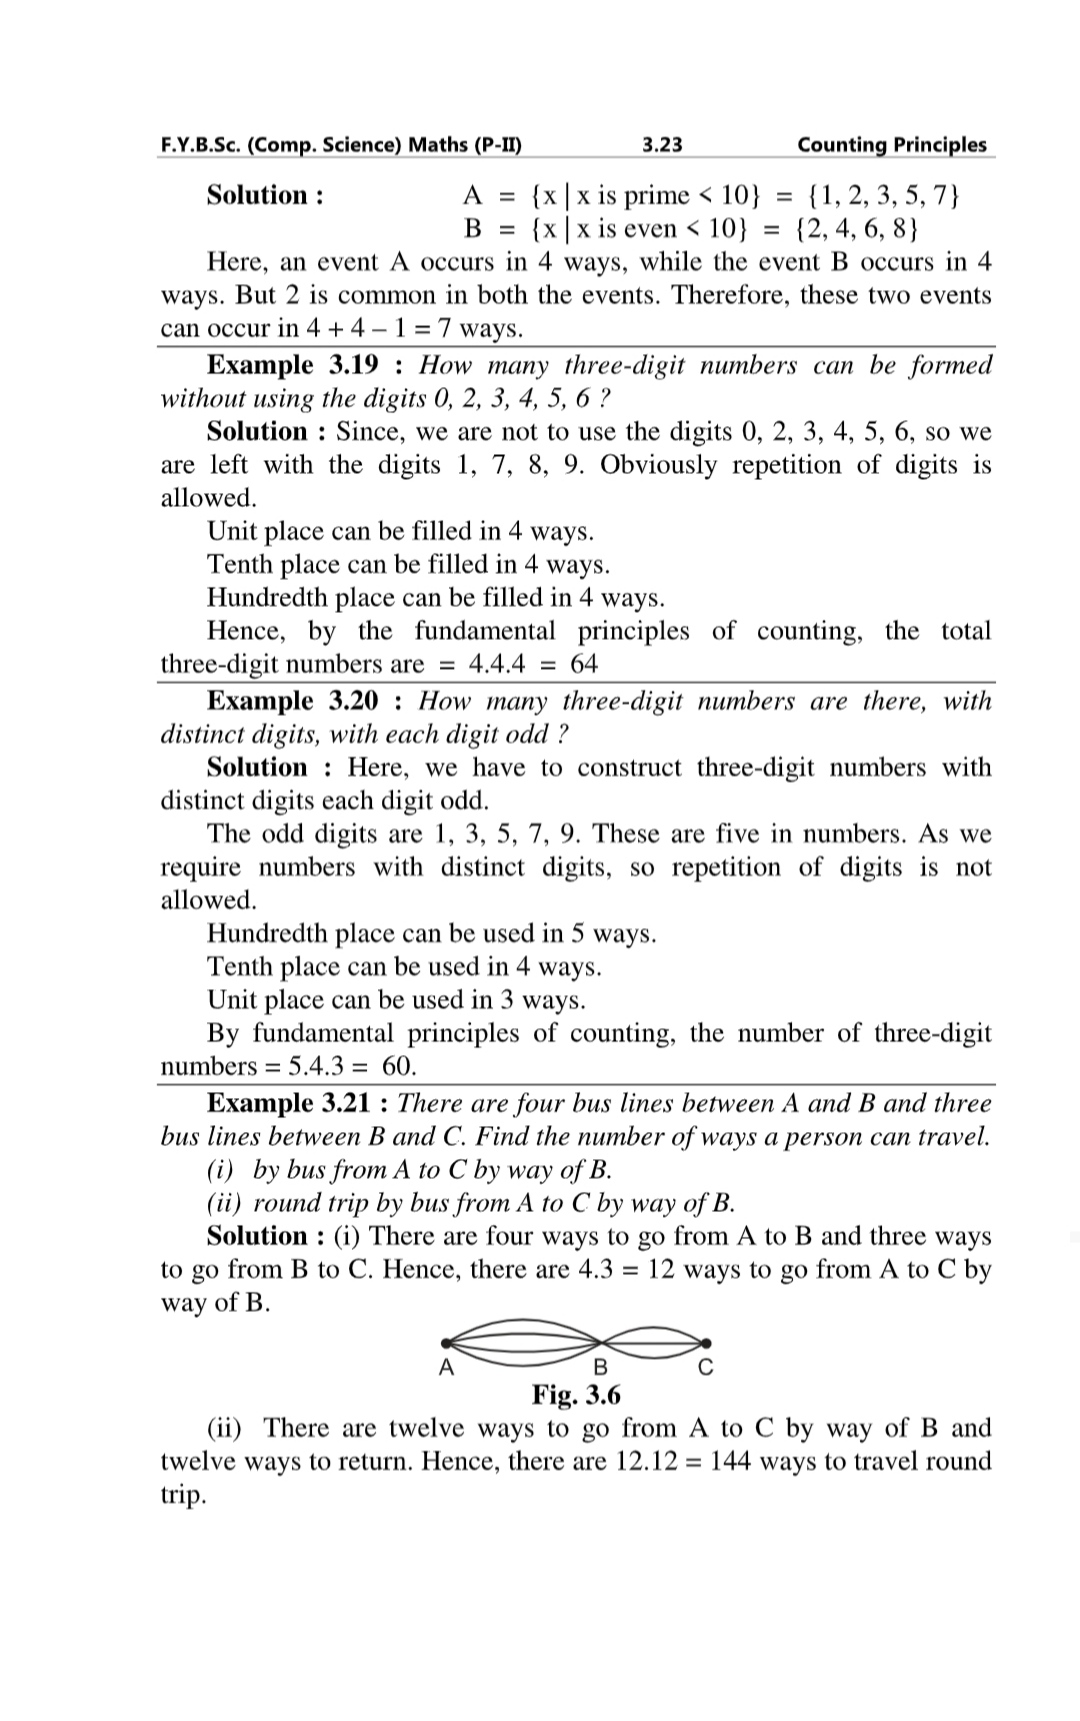 F.Y.B.Sc. (Comp. Science) Maths (P-II) 3.23 Counting Principles
Solution : A = {x | x is prime < 10} = {1, 2, 3, 5, 7}
B = {x | x is even < 10} = {2, 4, 6, 8}
Here, an event A occurs in 4 ways, while the event B occurs in 4
ways. But 2 is common in both the events. Therefore, these two events
can occur in 4 + 4 – 1 = 7 ways.
Example 3.19 : How many three-digit numbers can be formed
without using the digits 0, 2, 3, 4, 5, 6 ?
Solution : Since, we are not to use the digits 0, 2, 3, 4, 5, 6, so we
are left with the digits 1, 7, 8, 9. Obviously repetition of digits is
allowed.
Unit place can be filled in 4 ways.
Tenth place can be filled in 4 ways.
Hundredth place can be filled in 4 ways.
Hence, by the fundamental principles of counting, the total
three-digit numbers are = 4.4.4 = 64
Example 3.20 : How many three-digit numbers are there, with
distinct digits, with each digit odd ?
Solution : Here, we have to construct three-digit numbers with
distinct digits each digit odd.
The odd digits are 1, 3, 5, 7, 9. These are five in numbers. As we
require numbers with distinct digits, so repetition of digits is not
allowed.
Hundredth place can be used in 5 ways.
Tenth place can be used in 4 ways.
Unit place can be used in 3 ways.
By fundamental principles of counting, the number of three-digit
numbers = 5.4.3 = 60.
Example 3.21 : There are four bus lines between A and B and three
bus lines between B and C. Find the number of ways a person can travel.
(i) by bus from A to C by way of B.
(ii) round trip by bus from A to C by way of B.
Solution : (i) There are four ways to go from A to B and three ways
to go from B to C. Hence, there are 4.3 = 12 ways to go from A to C by
way of B.
A B C
Fig. 3.6
(ii) There are twelve ways to go from A to C by way of B and
twelve ways to return. Hence, there are 12.12 = 144 ways to travel round
trip.